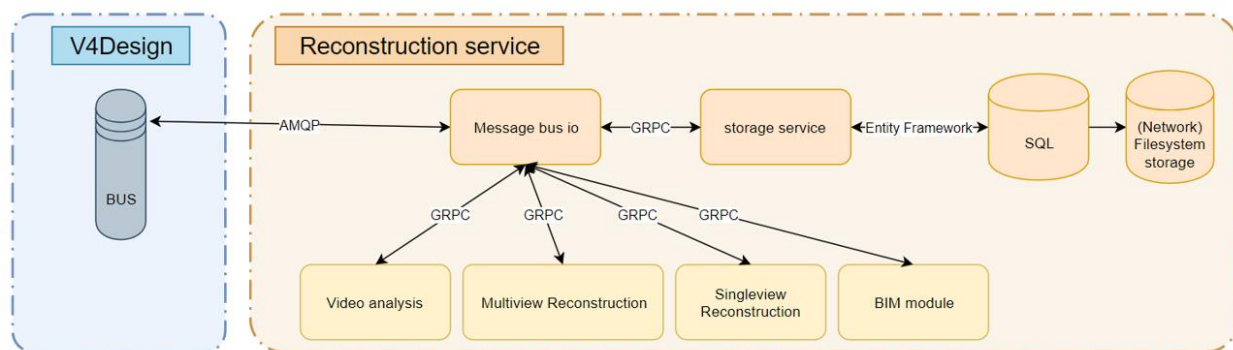 V4Design
Reconstruction service
BUS
AMQP
Message bus io
GRPC
storage service
Entity Framework
SQL
(Network)
Filesystem
storage
GRPC
GRPC
GRPC
GRPC
Video analysis
Multiview Reconstruction
Singleview
Reconstruction
BIM module